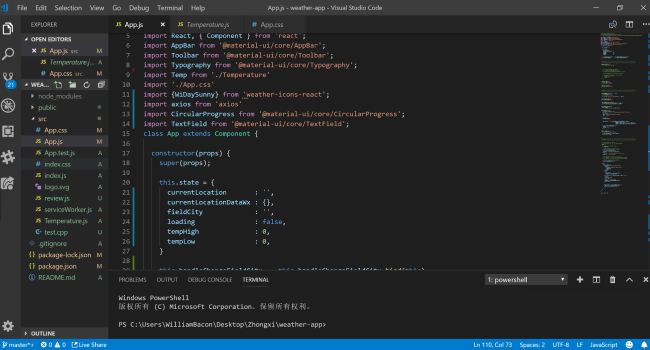 File Edit Selection View Go Debug Terminal Help
App.js - weather-app - Visual Studio Code
EXPLORER
App.js
Temperature.js
App.css
OPEN EDITORS
App.js src M
Temperature.j... A
App.css src M
WEA...
node_modules
public
src
App.css M
App.js M
App.test.js A
index.css A
index.js A
logo.svg A
review.js A
serviceWorker.js A
Temperature.js A
test.cpp A
.gitignore A
package-lock.json M
package.json M
README.md A
OUTLINE
5 import React, { Component } from 'react';
6 import AppBar from '@material-ui/core/AppBar';
7 import Toolbar from '@material-ui/core/Toolbar';
8 import Typography from '@material-ui/core/Typography';
9 import Temp from './Temperature'
10 import './App.css'
11 import {WiDaySunny} from 'weather-icons-react';
12 import axios from 'axios'
13 import CircularProgress from '@material-ui/core/CircularProgress';
14 import TextField from '@material-ui/core/TextField';
15 class App extends Component {
16
17 constructor(props) {
18 super(props);
19
20 this.state = {
21 currentLocation : '',
22 currentLocationDataWx : {},
23 fieldCity : '',
24 loading : false,
25 tempHigh : 0,
26 tempLow : 0,
27 }
28
PROBLEMS OUTPUT DEBUG CONSOLE TERMINAL
1: powershell
Windows PowerShell
版权所有 (C) Microsoft Corporation。保留所有权利。
PS C:\Users\WilliamBacon\Desktop\Zhongxi\weather-app>
21
master*+ 0 0 Live Share
Ln 110, Col 73 Spaces: 2 UTF-8 LF JavaScript